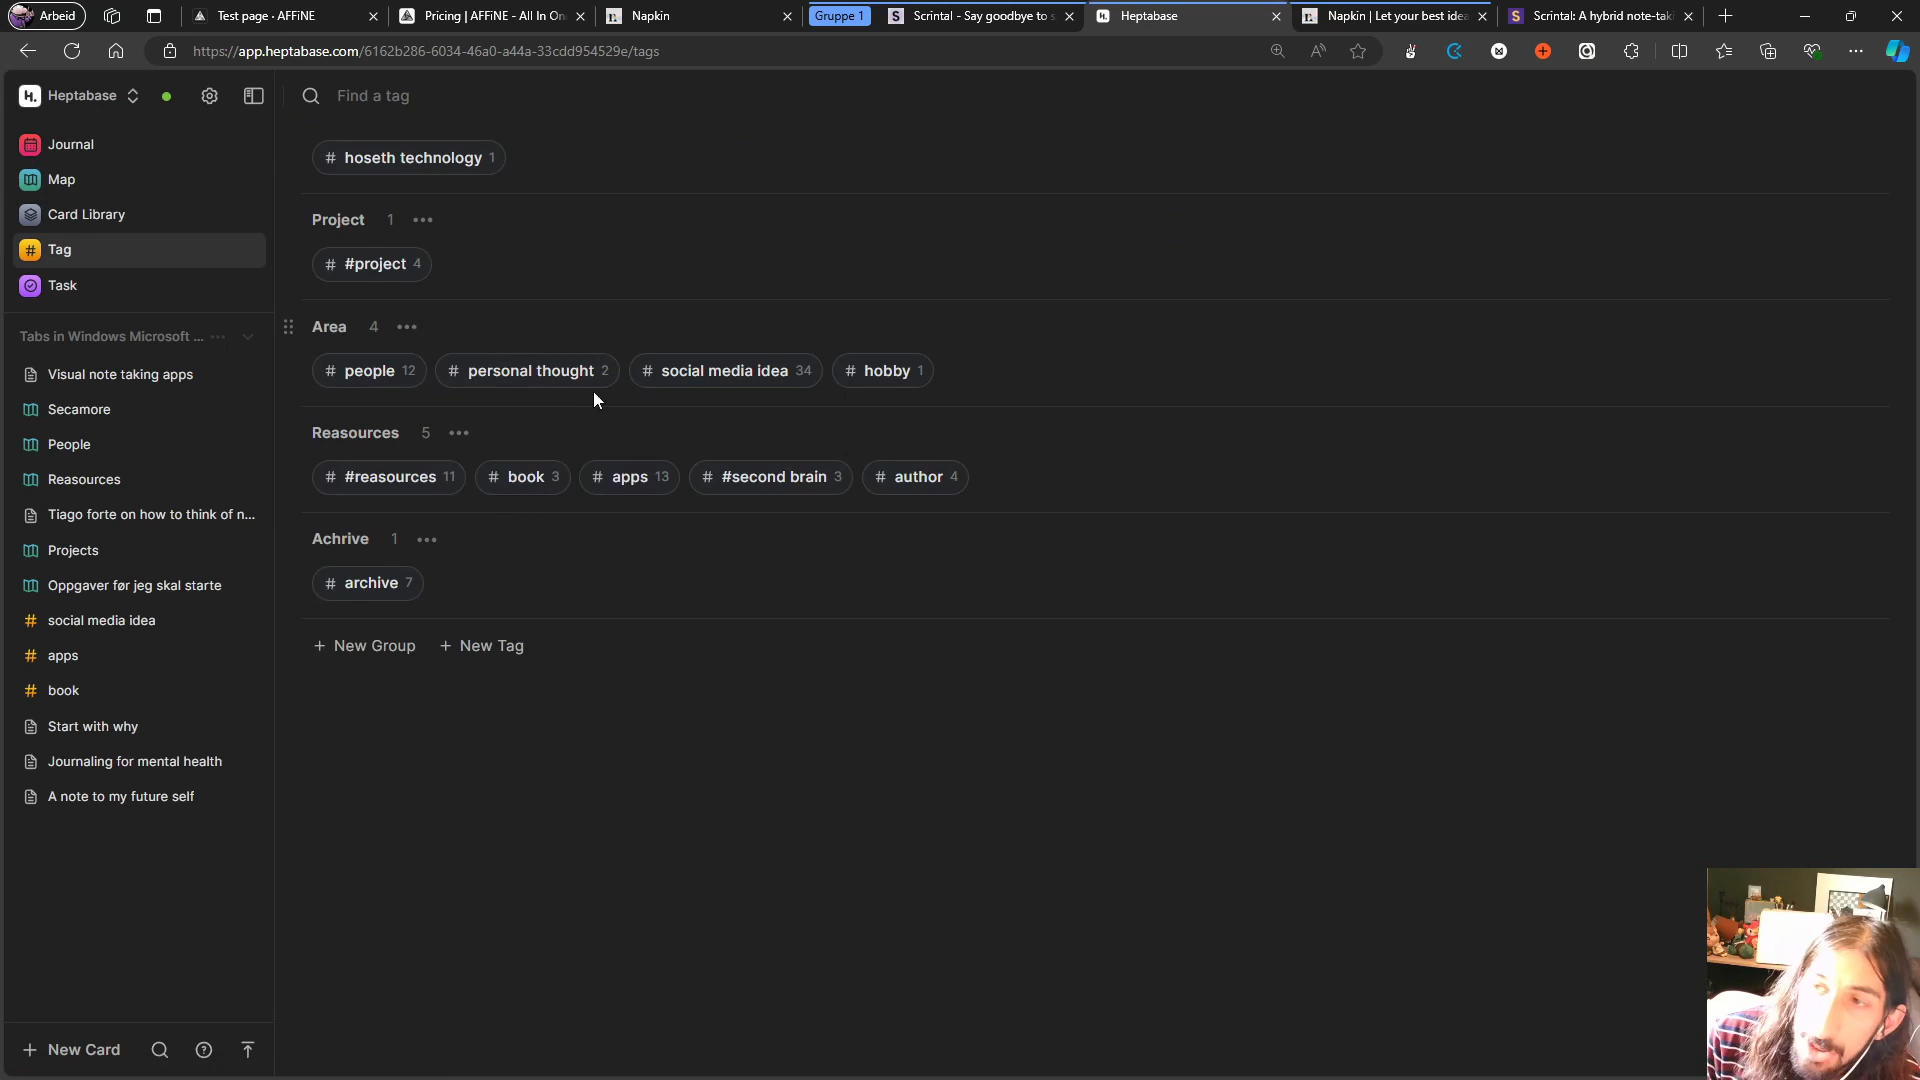 Arbeid
Test page · AFFiNE
Pricing | AFFiNE - All In On
Napkin
Gruppe 1
Scrintal - Say goodbye to s
Heptabase
Napkin | Let your best idea
Scrintal: A hybrid note-taki
https://app.heptabase.com/6162b286-6034-46a0-a44a-33cdd954529e/tags
H. Heptabase
Find a tag
Journal
Map
Card Library
# Tag
Task
Tabs in Windows Microsoft ...
Visual note taking apps
Secamore
People
Reasources
Tiago forte on how to think of n...
Projects
Oppgaver før jeg skal starte
# social media idea
# apps
# book
Start with why
Journaling for mental health
A note to my future self
+ New Card
# hoseth technology 1
Project 1 •••
# #project 4
Area 4 •••
# people 12
# personal thought 2
# social media idea 34
# hobby 1
Reasources 5 •••
# #reasources 11
# book 3
# apps 13
# #second brain 3
# author 4
Achrive 1 •••
# archive 7
+ New Group
+ New Tag